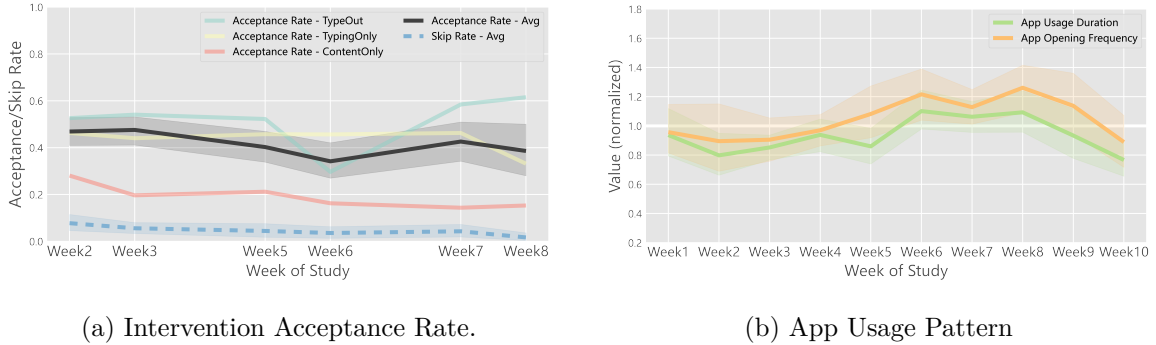 1.0
0.8
0.6
0.4
0.2
0.0
Acceptance/Skip Rate
Acceptance Rate - TypeOut
Acceptance Rate - TypingOnly
Acceptance Rate - ContentOnly
Acceptance Rate - Avg
Skip Rate - Avg
Week2 Week3 Week5 Week6 Week7 Week8
Week of Study
(a) Intervention Acceptance Rate.
1.8
1.6
1.4
1.2
1.0
0.8
0.6
0.4
0.2
Value (normalized)
App Usage Duration
App Opening Frequency
Week1 Week2 Week3 Week4 Week5 Week6 Week7 Week8 Week9 Week10
Week of Study
(b) App Usage Pattern